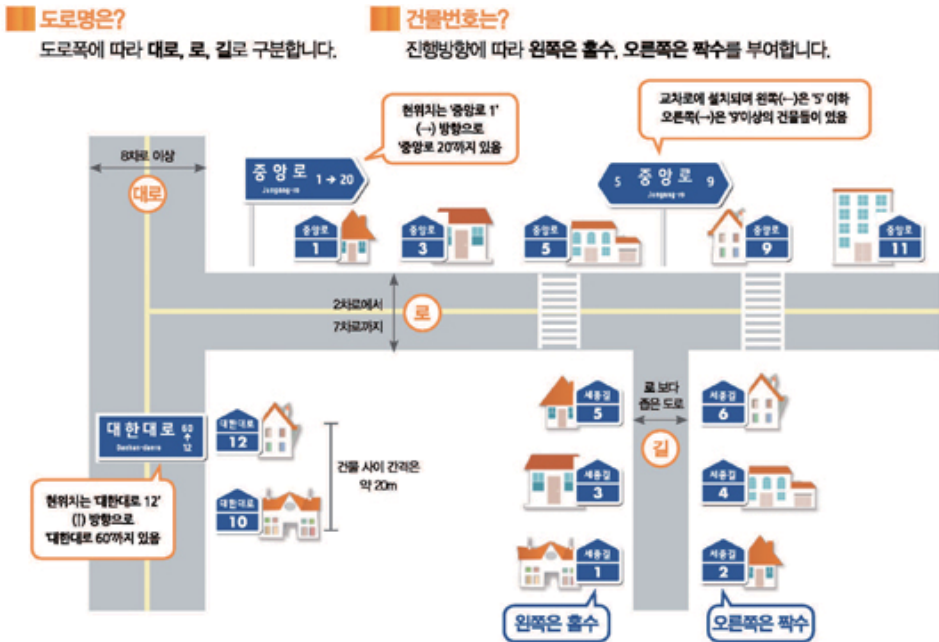 도로명은?
도로폭에 따라 대로, 로, 길로 구분합니다.
건물번호는?
진행방향에 따라 왼쪽은 홀수, 오른쪽은 짝수를 부여합니다.
현위치는 '중앙로 1'
(→) 방향으로
'중앙로 20'까지 있음
교차로에 설치되며 왼쪽(←)은 '5' 이하
오른쪽(→)은 '9'이상의 건물들이 있음
8차로 이상
대로
중앙로 1 → 20
Jungang-ro
5 중앙로 9
Jungang-ro
중앙로
1
중앙로
3
중앙로
5
중앙로
9
중앙로
11
2차로에서
7차로까지
로
로 보다
좁은 도로
길
대한대로 60
↑
12
Daehan-daero
대한대로
12
대한대로
10
건물 사이 간격은
약 20m
현위치는 '대한대로 12'
(↑) 방향으로
'대한대로 60'까지 있음
세종길
5
세종길
6
세종길
3
세종길
4
세종길
1
세종길
2
왼쪽은 홀수
오른쪽은 짝수